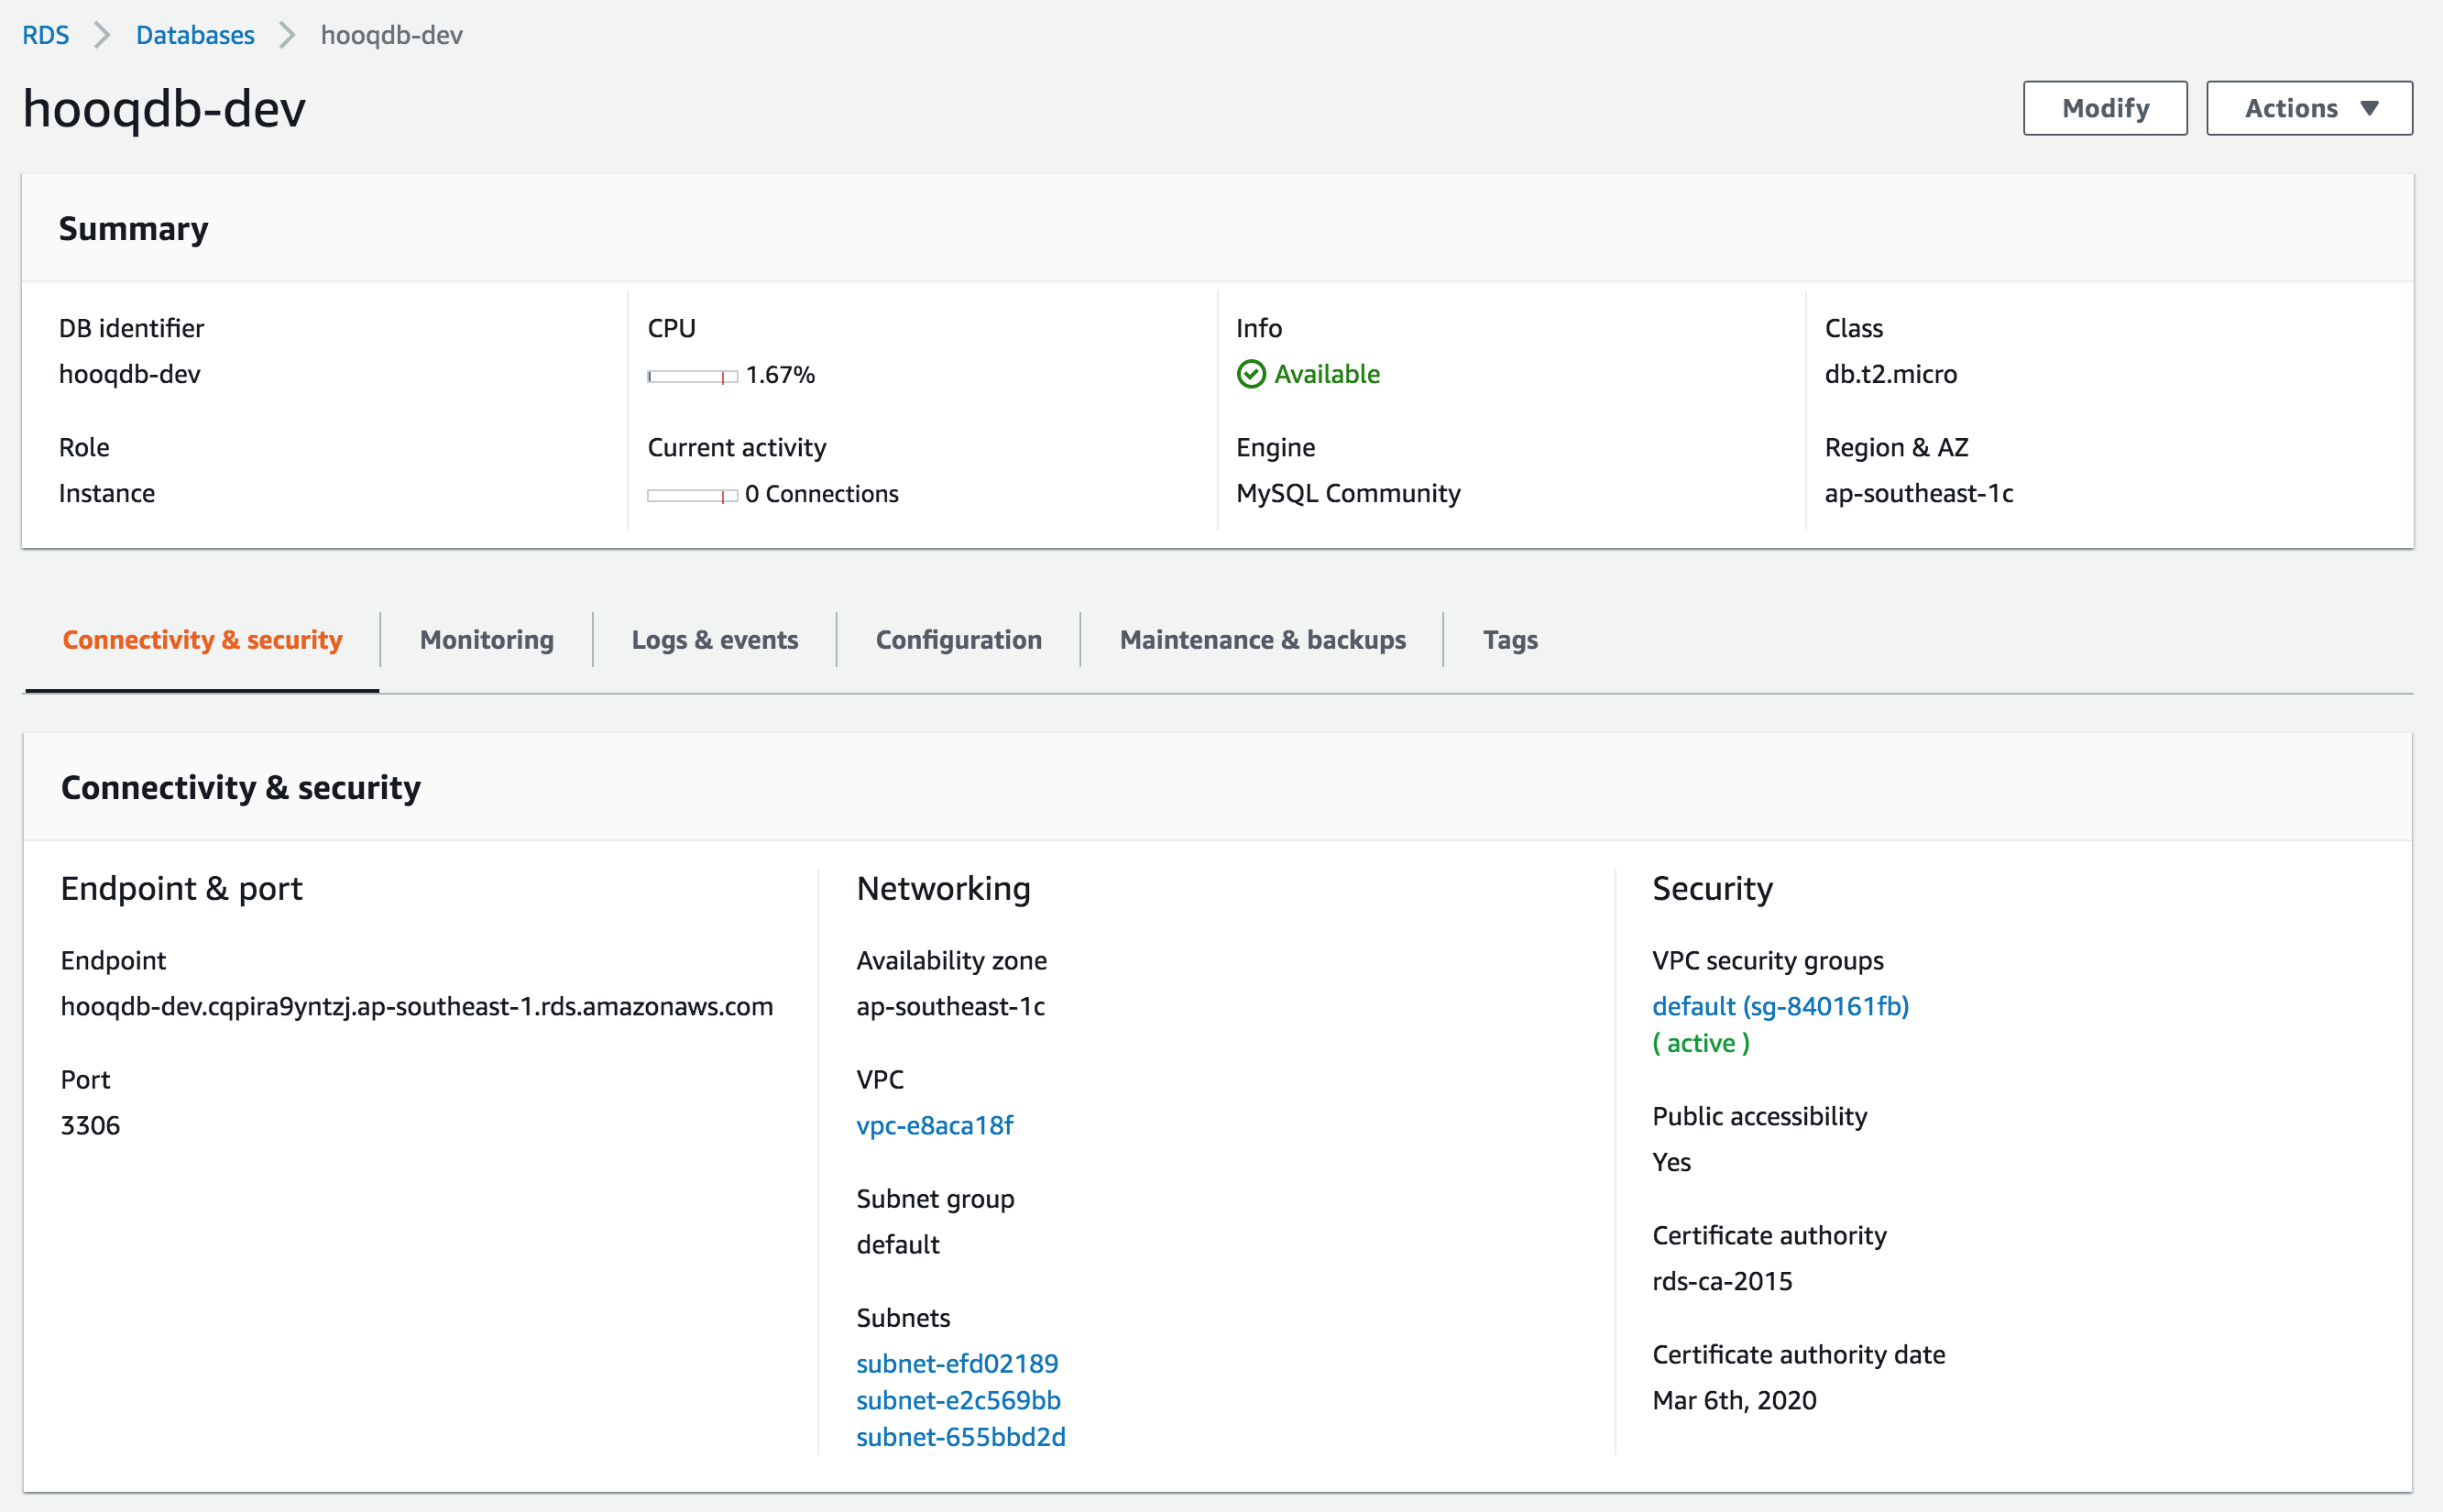 RDS > Databases > hooqdb-dev
hooqdb-dev
Modify
Actions
Summary
DB identifier
hooqdb-dev
CPU
1.67%
Info
Available
Class
db.t2.micro
Role
Instance
Current activity
0 Connections
Engine
MySQL Community
Region & AZ
ap-southeast-1c
Connectivity & security
Monitoring
Logs & events
Configuration
Maintenance & backups
Tags
Connectivity & security
Endpoint & port
Endpoint
hooqdb-dev.cqpira9yntzj.ap-southeast-1.rds.amazonaws.com
Port
3306
Networking
Availability zone
ap-southeast-1c
VPC
vpc-e8aca18f
Subnet group
default
Subnets
subnet-efd02189
subnet-e2c569bb
subnet-655bbd2d
Security
VPC security groups
default (sg-840161fb)
( active )
Public accessibility
Yes
Certificate authority
rds-ca-2015
Certificate authority date
Mar 6th, 2020